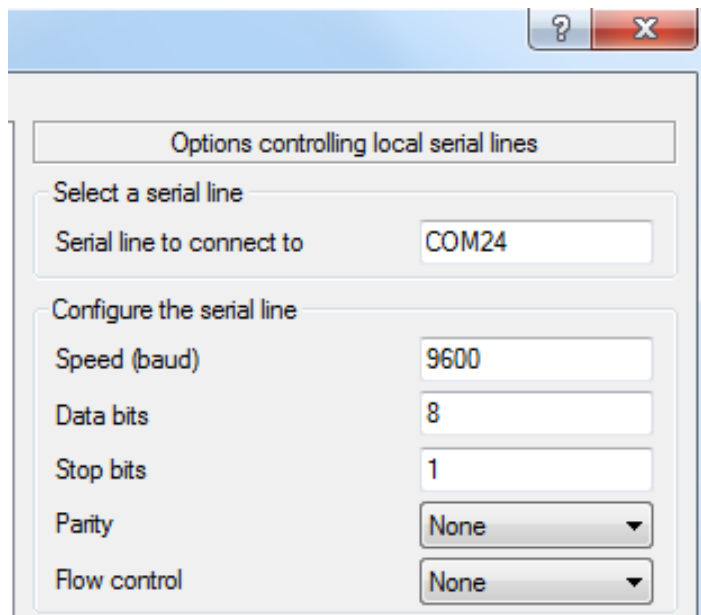 Options controlling local serial lines
Select a serial line
Serial line to connect to COM24
Configure the serial line
Speed (baud) 9600
Data bits 8
Stop bits 1
Parity None
Flow control None